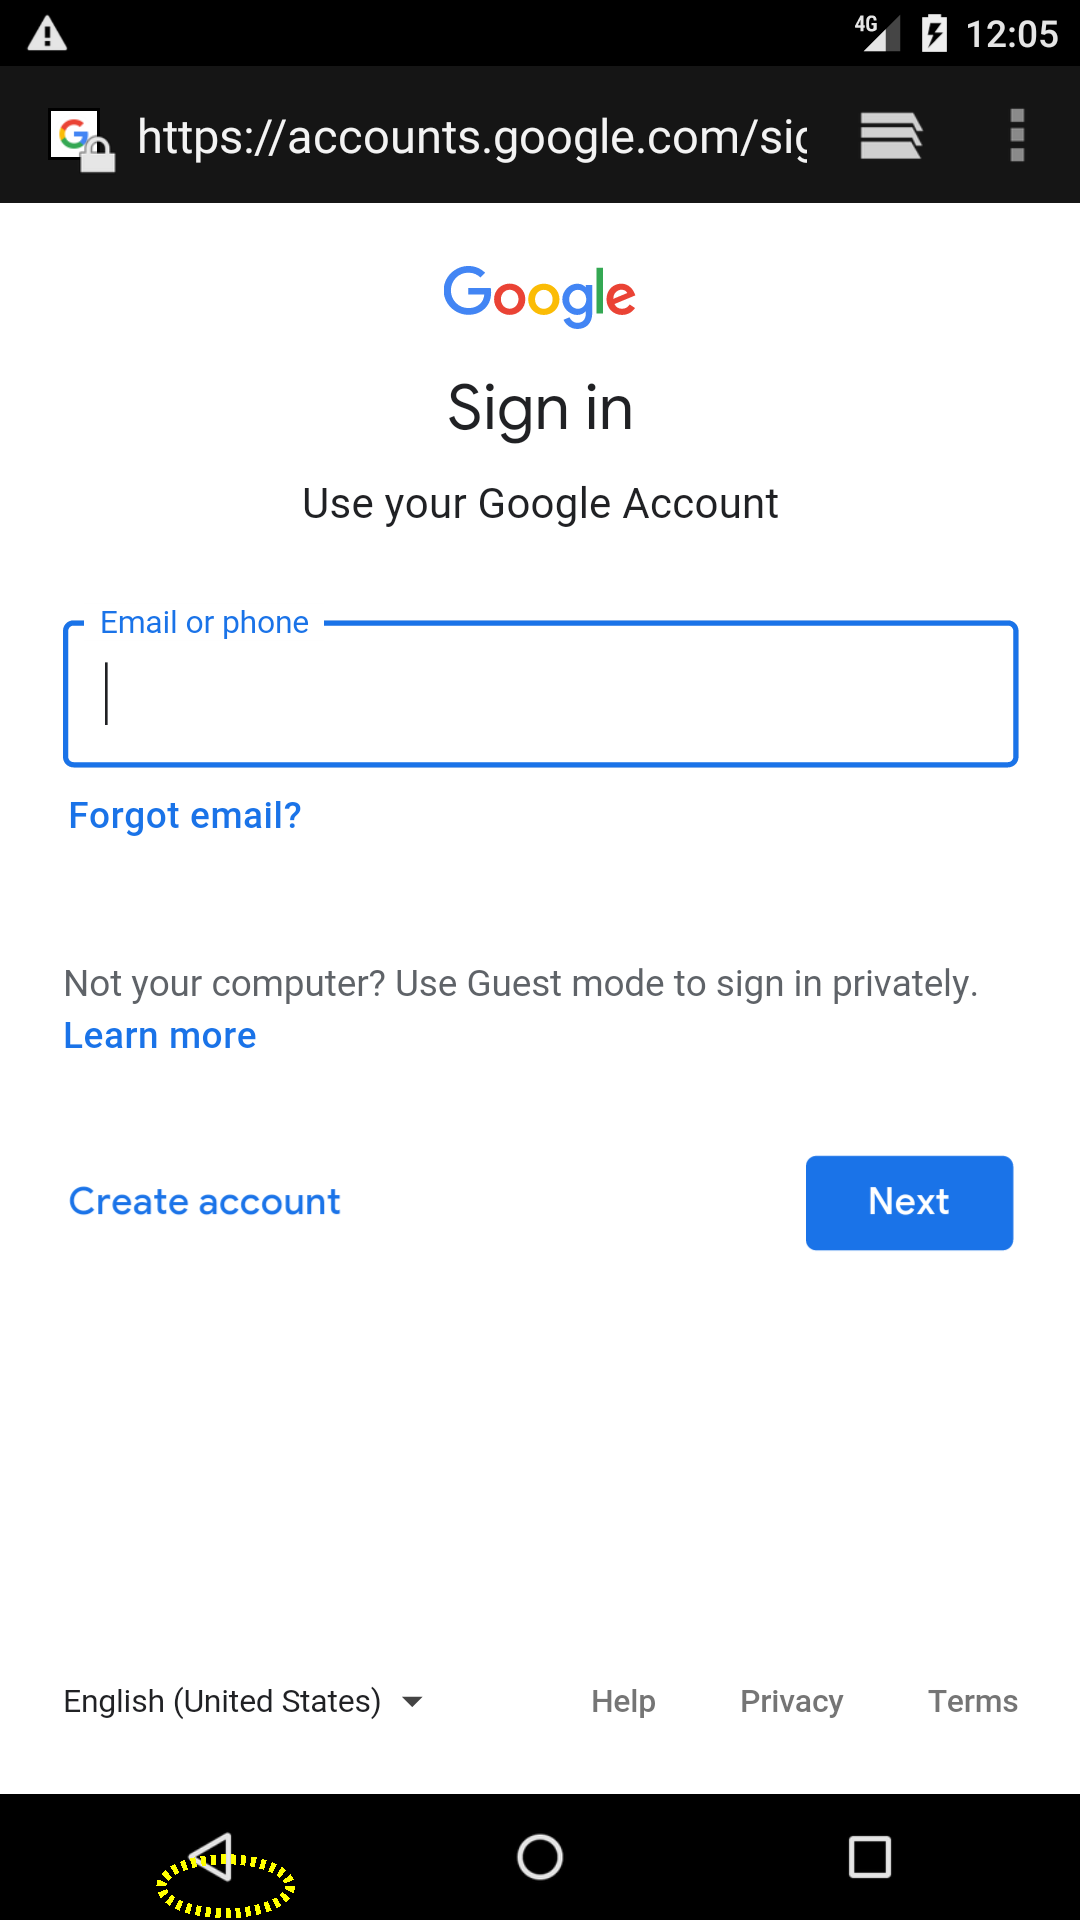 4G 12:05
G https://accounts.google.com/sig
Google
Sign in
Use your Google Account
Email or phone
Forgot email?
Not your computer? Use Guest mode to sign in privately.
Learn more
Create account Next
English (United States) Help Privacy Terms